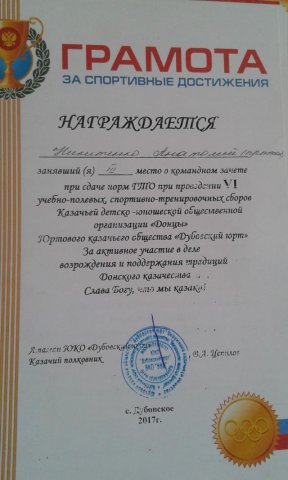 ГРАМОТА
ЗА СПОРТИВНЫЕ ДОСТИЖЕНИЯ
НАГРАЖДАЕТСЯ
Никитенко Анатолий
занявший (я) III место в командном зачете
при сдаче норм ГТО при проведении VI
учебно-полевых, спортивно-тренировочных сборов
Казачьей детско-юношеской общественной
организации «Донцы»
Юртового казачьего общества «Дубовский юрт»
За активное участие в деле
возрождения и поддержания традиций
Донского казачества
Слава Богу, что мы казаки!
Атаман ЮКО «Дубовский юрт»
Казачий полковник В.А.
с. Дубовское
2017г.